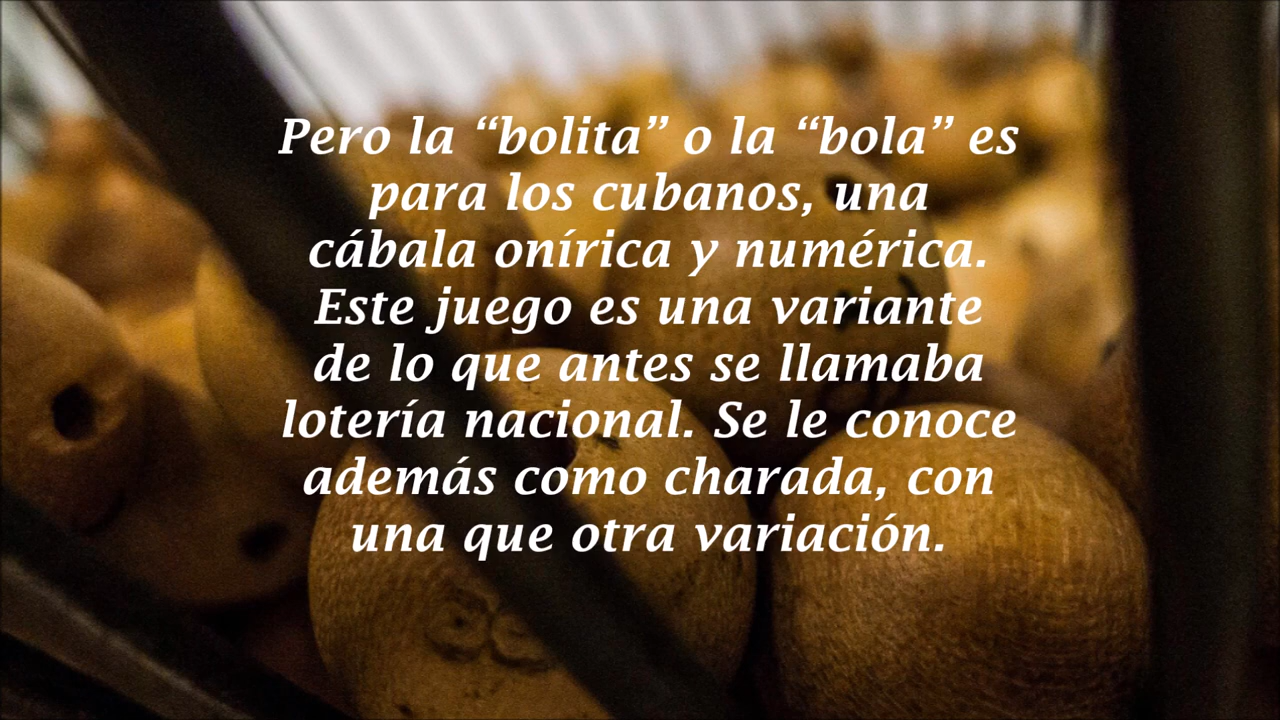 Pero la “bolita” o la “bola” es
para los cubanos, una
cábala onírica y numérica.
Este juego es una variante
de lo que antes se llamaba
lotería nacional. Se le conoce
además como charada, con
una que otra variación.